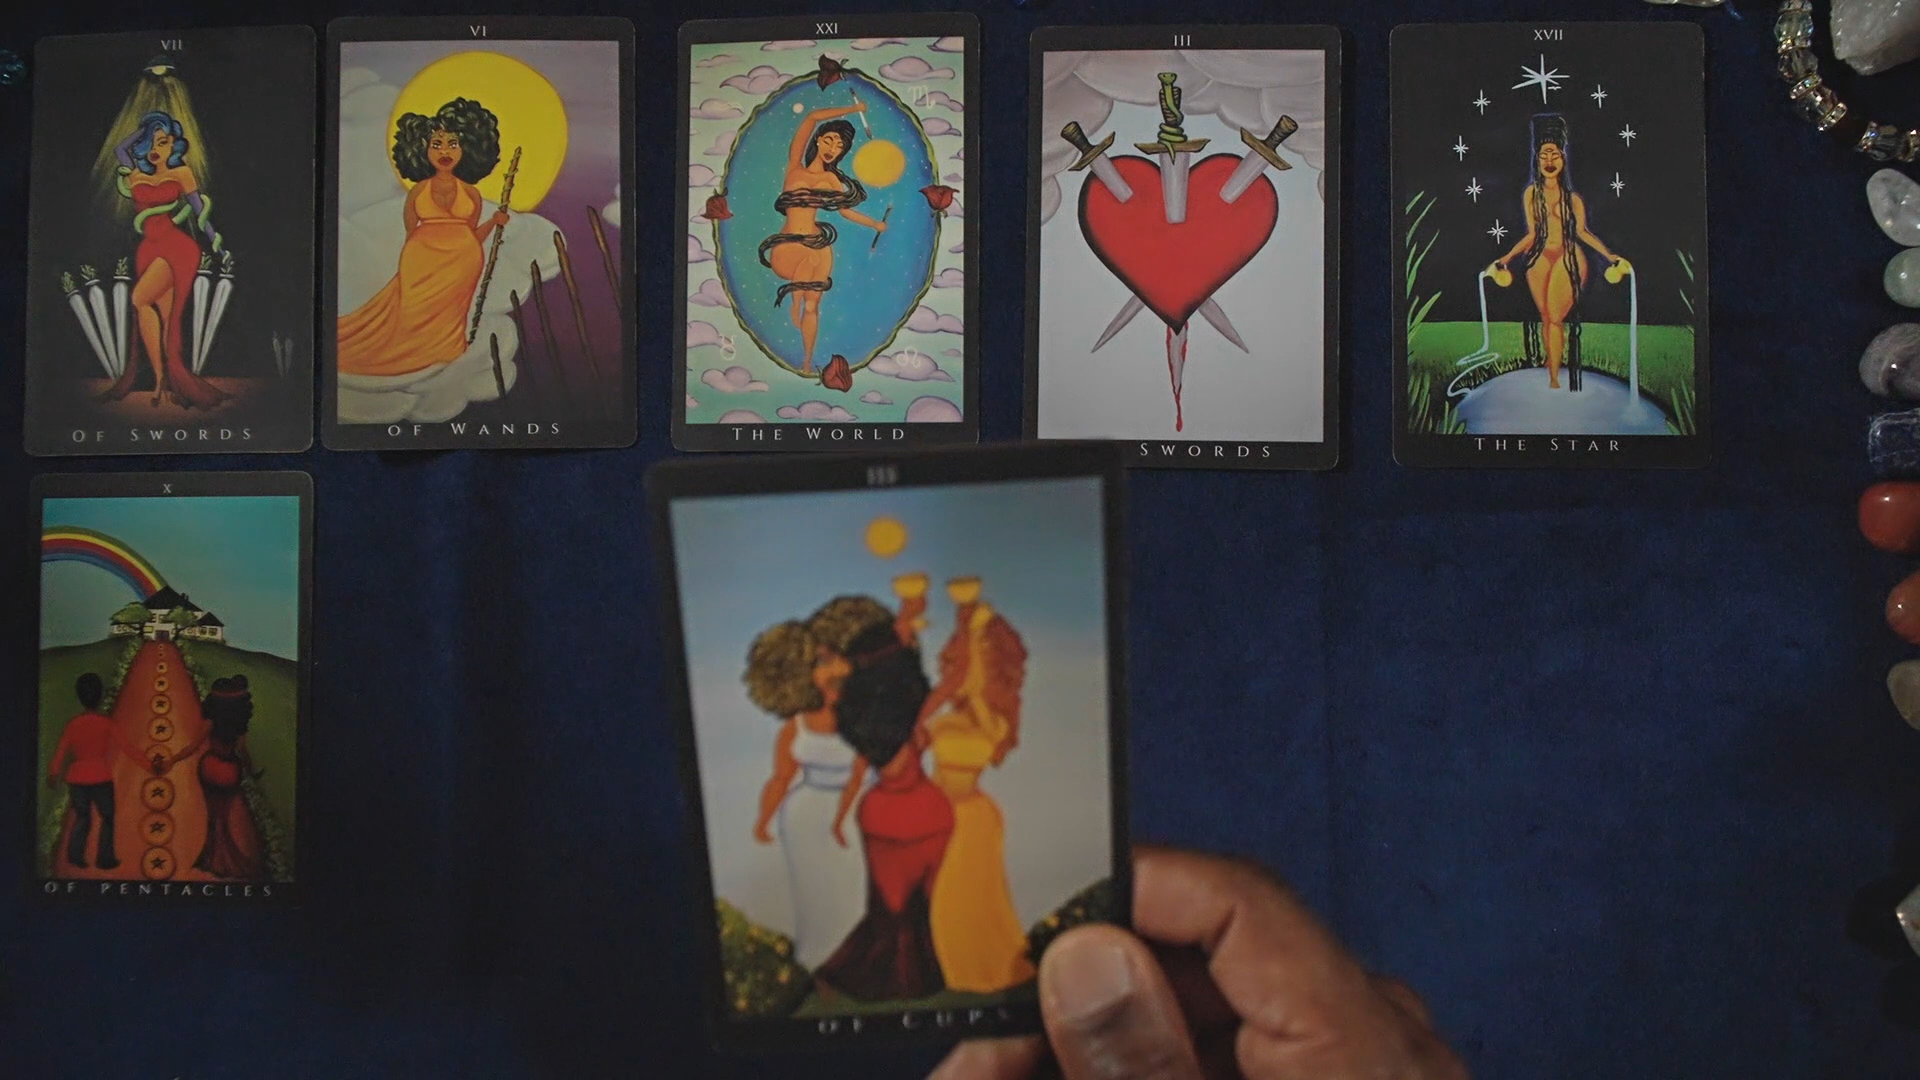 VII
OF SWORDS
VI
OF WANDS
XXI
THE WORLD
III
SWORDS
XVII
THE STAR
X
OF PENTACLES
III
OF CUPS